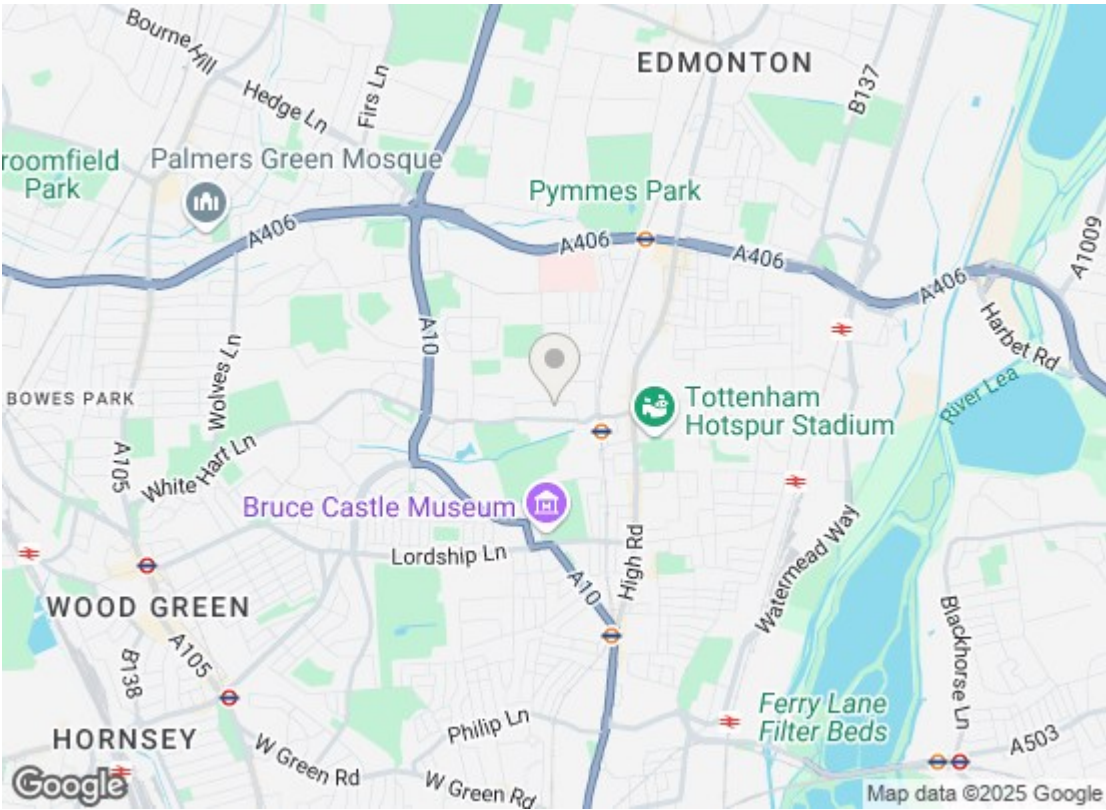 Bourne Hill
EDMONTON
B137
Hedge Ln
Firs Ln
roomfield
Park
Palmers Green Mosque
Pymmes Park
A406
A406
A406
A406
A1009
Harbet Rd
A10
Wolves Ln
BOWES PARK
River Lea
Tottenham
Hotspur Stadium
A105
White Hart Ln
Bruce Castle Museum
Lordship Ln
High Rd
Watermead Way
A10
WOOD GREEN
Blackhorse Ln
A105
B138
Ferry Lane
Filter Beds
Philip Ln
HORNSEY
W Green Rd
W Green Rd
A503
Google
Map data ©2025 Google